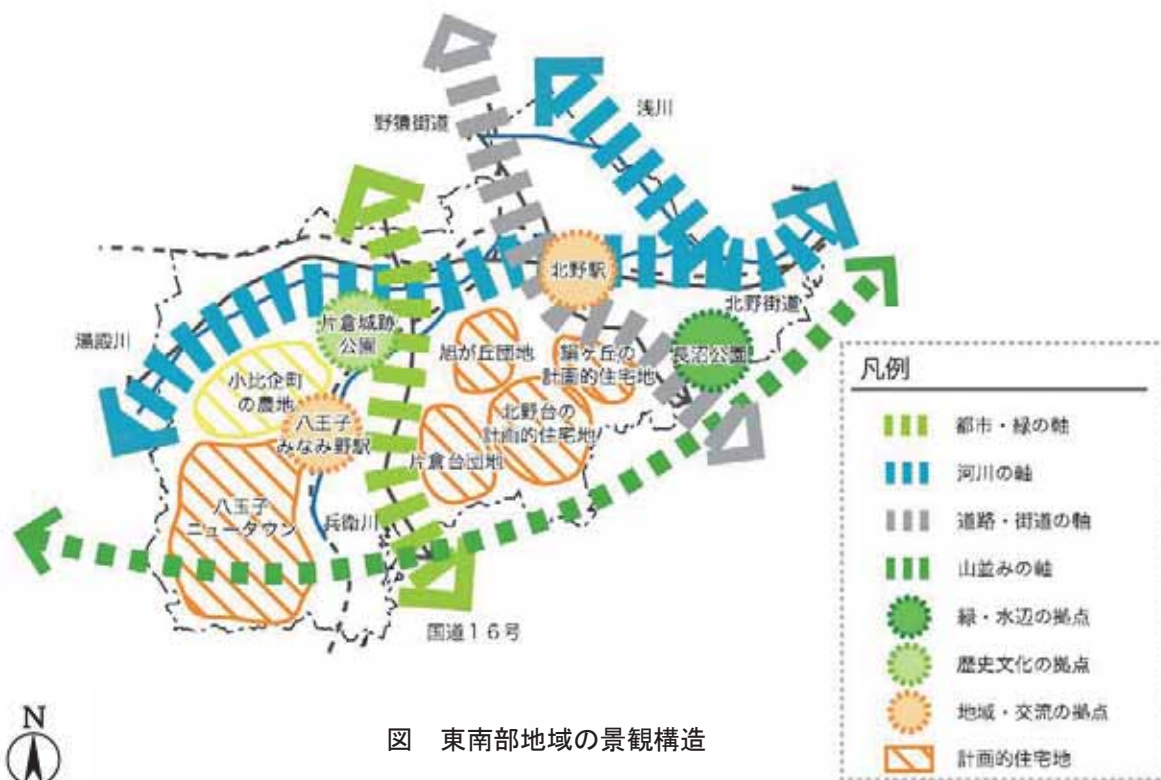 野猿街道
浅川
北野駅
北野街道
湯殿川
片倉城跡
公園
旭が丘団地
絹ヶ丘の
計画的住宅地
長沼公園
小比企町
の農地
八王子
みなみ野駅
北野台の
計画的住宅地
片倉台団地
八王子
ニュータウン
兵衛川
国道16号
凡例
都市・緑の軸
河川の軸
道路・街道の軸
山並みの軸
緑・水辺の拠点
歴史文化の拠点
地域・交流の拠点
計画的住宅地
N
図 東南部地域の景観構造